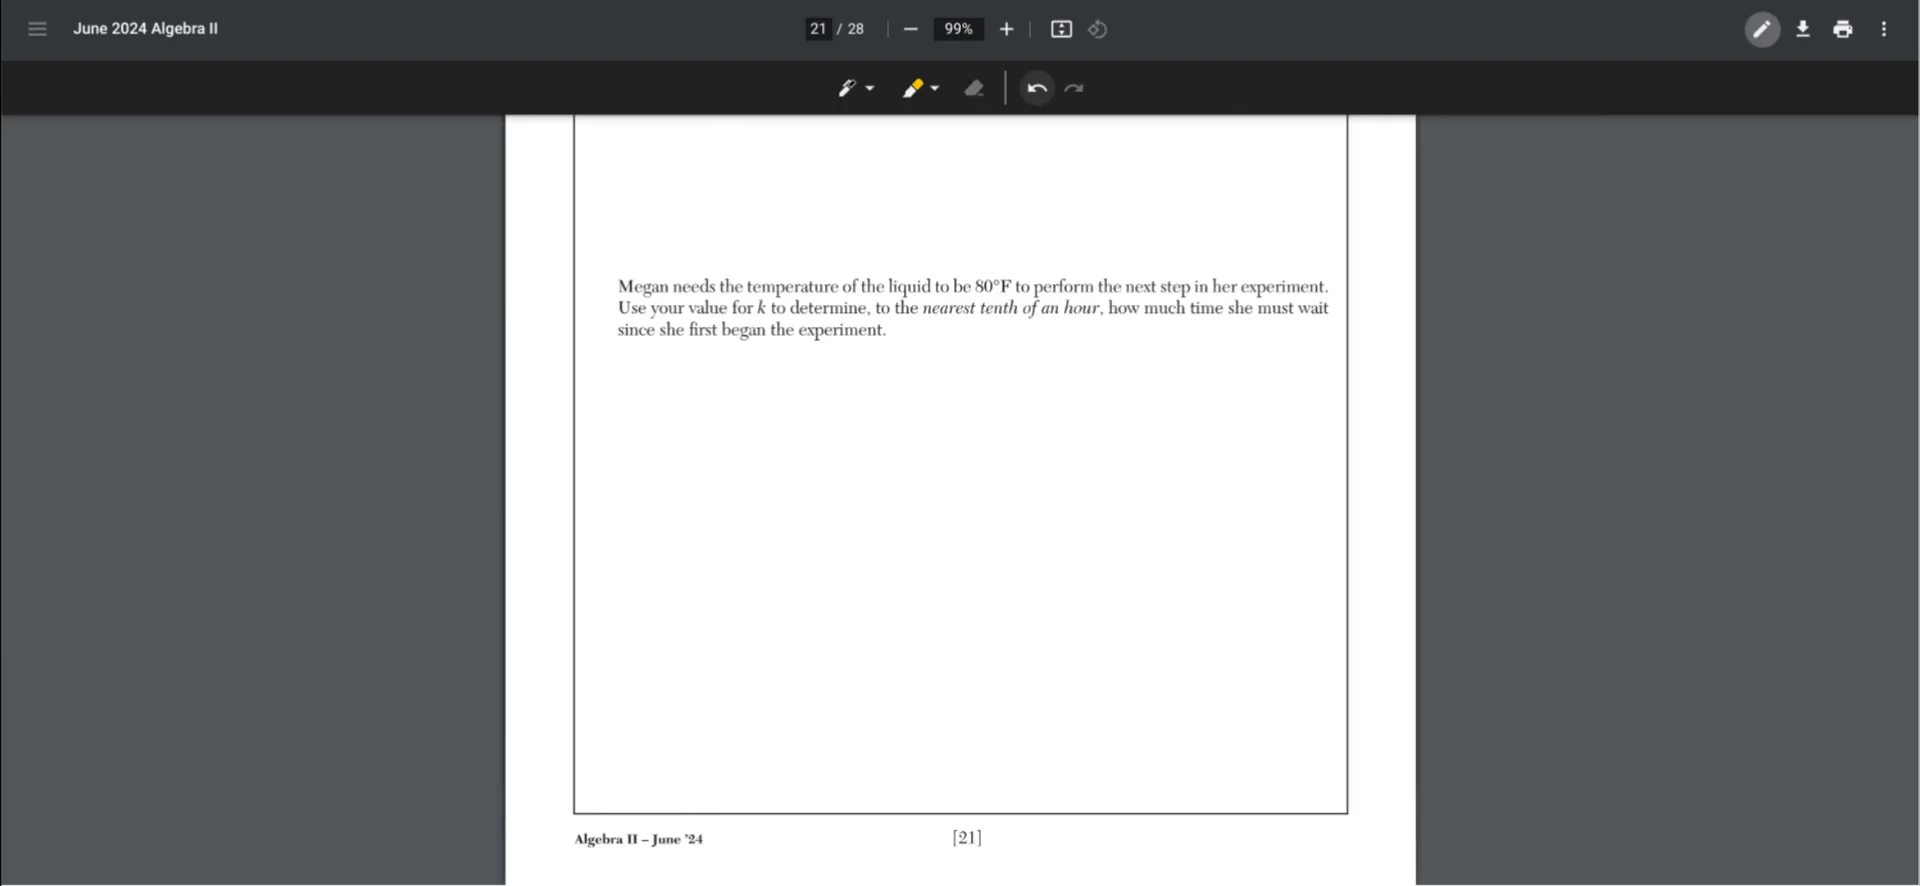 June 2024 Algebra II
21 / 28
99%
Megan needs the temperature of the liquid to be 80°F to perform the next step in her experiment.
Use your value for k to determine, to the nearest tenth of an hour, how much time she must wait
since she first began the experiment.
Algebra II – June ’24
[21]